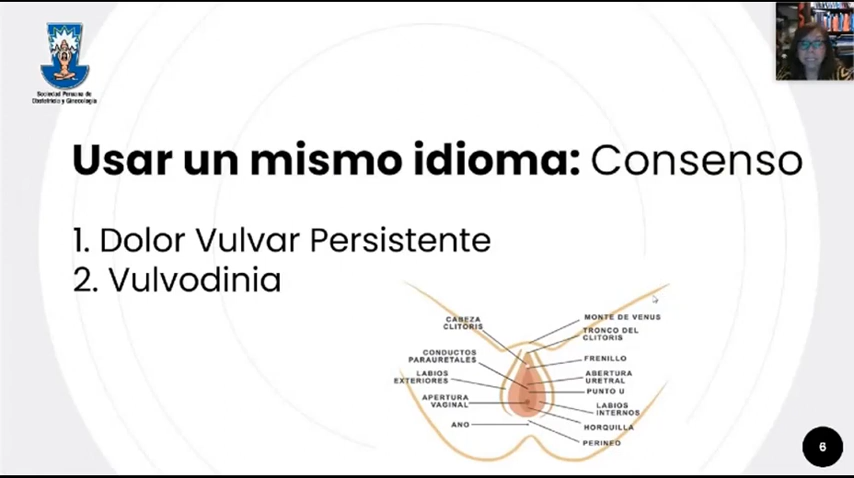 Sociedad Peruana de
Obstetricia y Ginecología
Usar un mismo idioma: Consenso
1. Dolor Vulvar Persistente
2. Vulvodinia
CABEZA
CLITORIS
CONDUCTOS
PARAURETALES
LABIOS
EXTERIORES
APERTURA
VAGINAL
ANO
MONTE DE VENUS
TRONCO DEL
CLITORIS
FRENILLO
ABERTURA
URETRAL
PUNTO U
LABIOS
INTERNOS
HORQUILLA
PERINEO
6